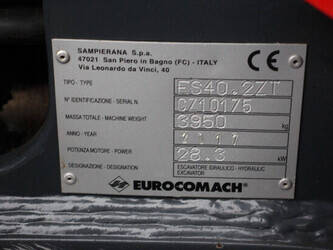 SAMPIERANA S.p.a.
47021 San Piero in Bagno (FC) - ITALY
Via Leonardo da Vinci, 40
CE
TIPO - TYPE ES40.2ZT
N° IDENTIFICAZIONE - SERIAL N. C710175
MASSA TOTALE - MACHINE WEIGHT 3950 kg
ANNO - YEAR
POTENZA MOTORE - POWER 28.3 kW
DESIGNAZIONE - DESIGNATION ESCAVATORE IDRAULICO - HYDRAULIC
EXCAVATOR
EUROCOMACH®